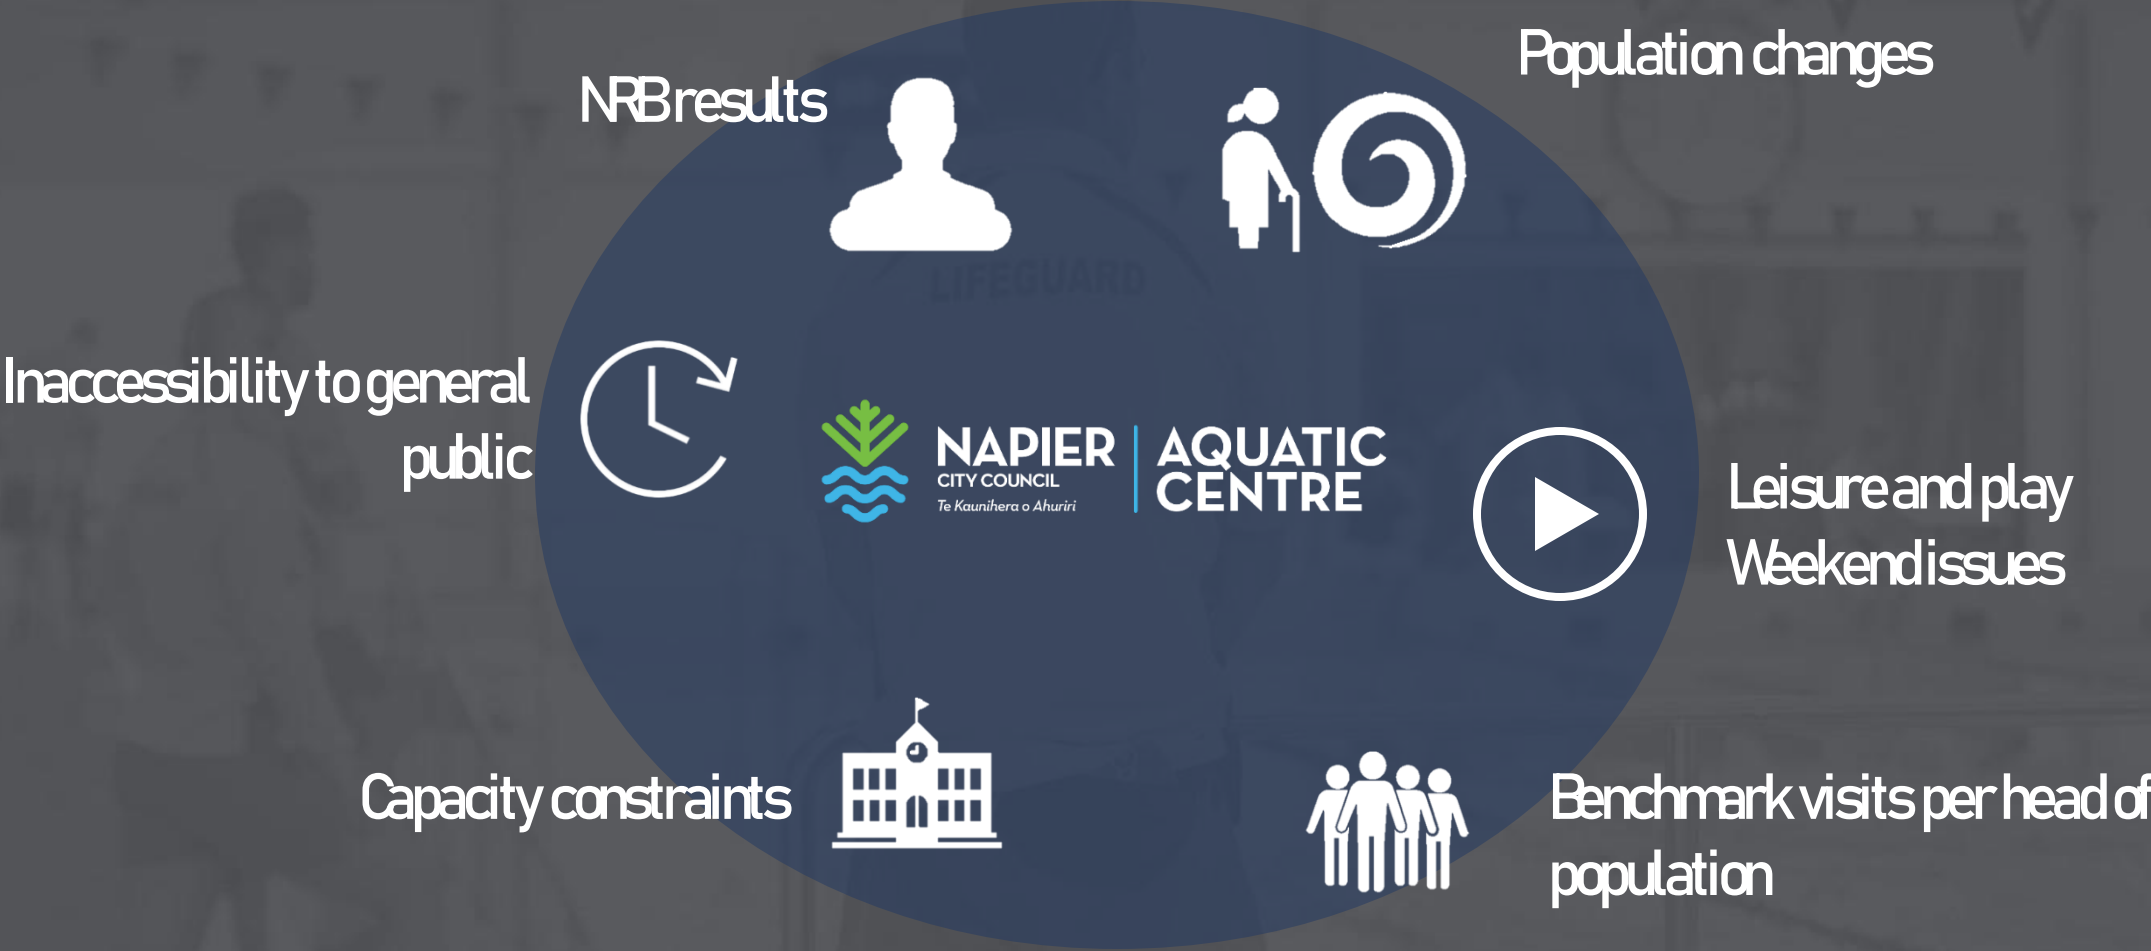 Population changes
NRB results
LIFEGUARD
Inaccessibility to general
public
NAPIER
CITY COUNCIL
Te Kaunihera o Ahuriri
AQUATIC
CENTRE
Leisure and play
Weekend issues
Capacity constraints
Benchmark visits per head of
population